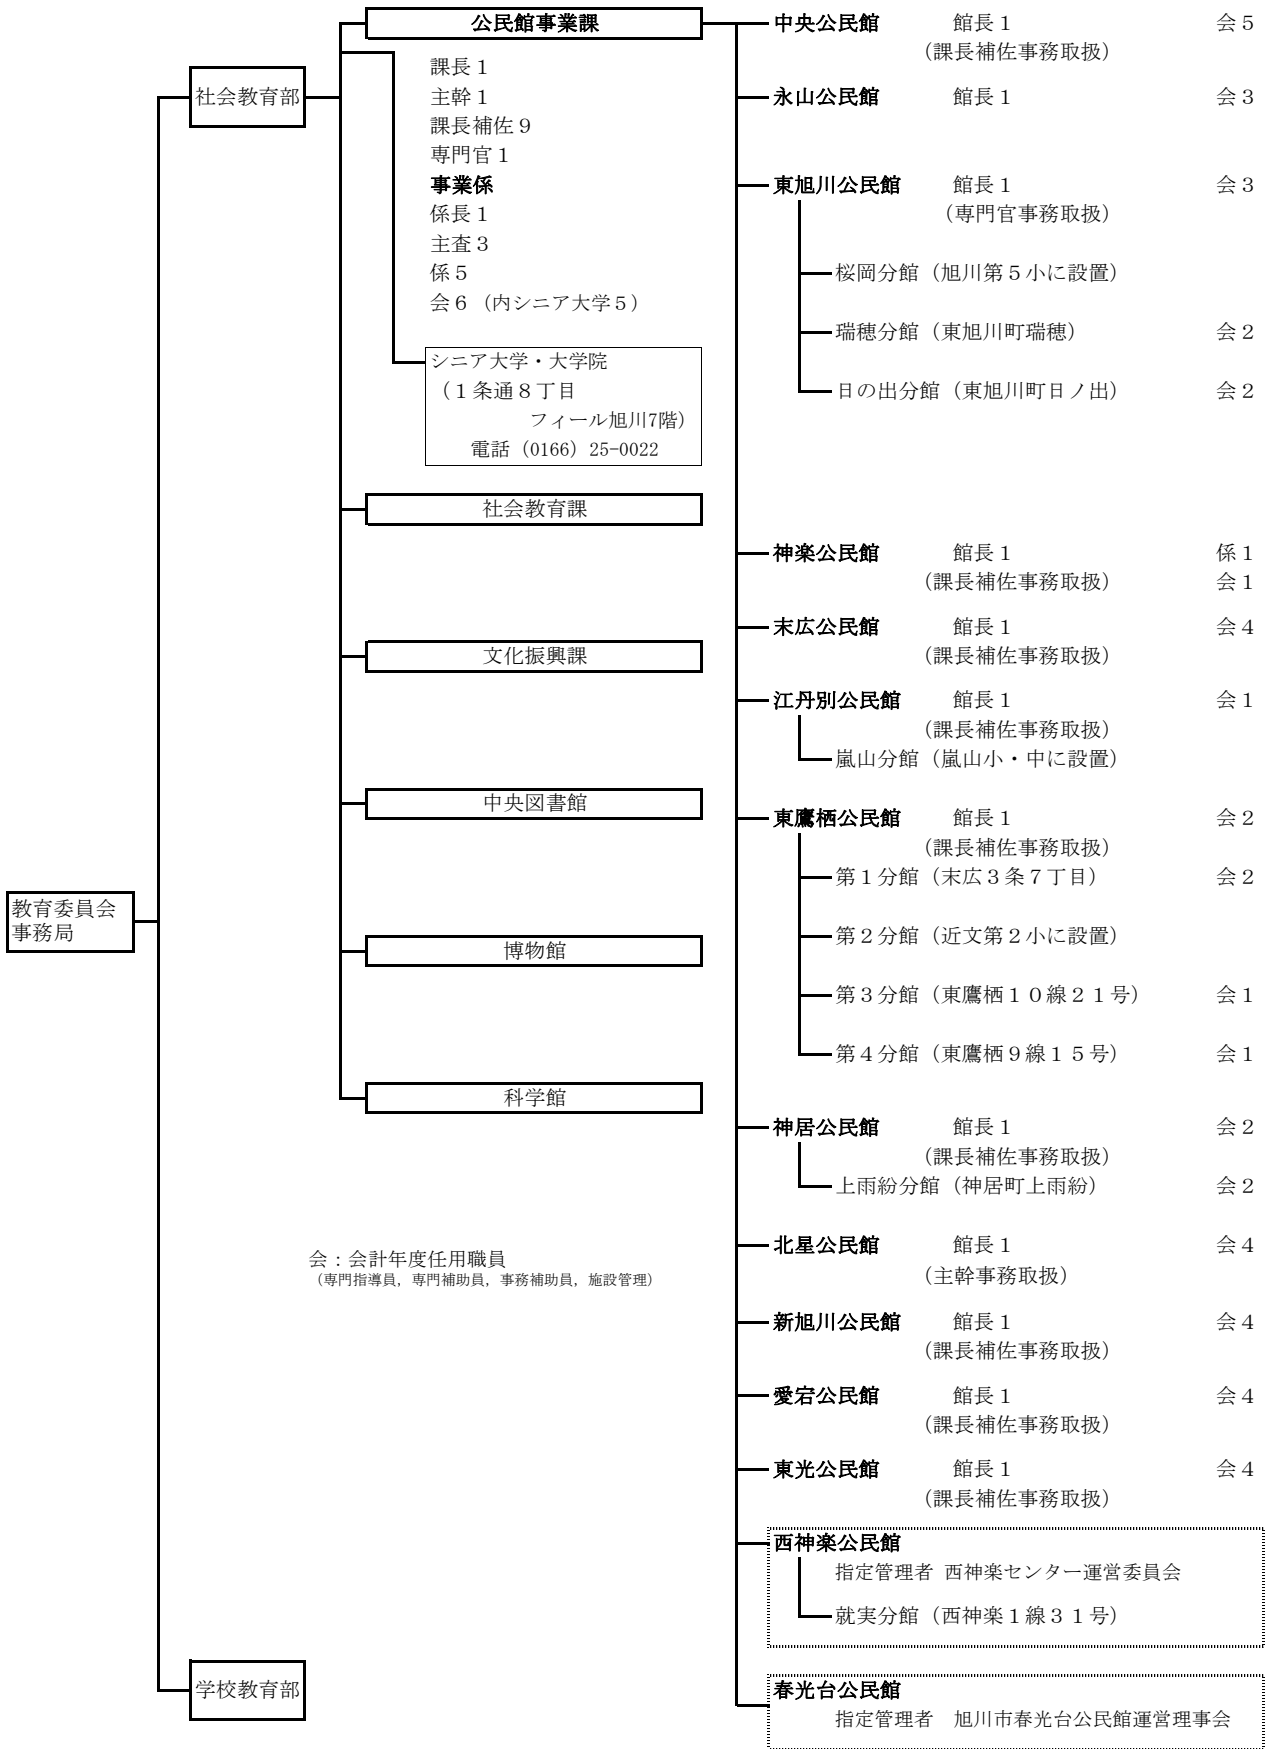 教育委員会
事務局
社会教育部
学校教育部
公民館事業課
課長１
主幹１
課長補佐９
専門官１
事業係
係長１
主査３
係５
会６（内シニア大学５）
シニア大学・大学院
（１条通８丁目
フィール旭川7階）
電話（0166）25-0022
社会教育課
文化振興課
中央図書館
博物館
科学館
会：会計年度任用職員
（専門指導員，専門補助員，事務補助員，施設管理）
中央公民館 館長１ 会５
（課長補佐事務取扱）
永山公民館 館長１ 会３
東旭川公民館 館長１ 会３
（専門官事務取扱）
桜岡分館（旭川第５小に設置）
瑞穂分館（東旭川町瑞穂） 会２
日の出分館（東旭川町日ノ出） 会２
神楽公民館 館長１ 係１
（課長補佐事務取扱） 会１
末広公民館 館長１ 会４
（課長補佐事務取扱）
江丹別公民館 館長１ 会１
（課長補佐事務取扱）
嵐山分館（嵐山小・中に設置）
東鷹栖公民館 館長１ 会２
（課長補佐事務取扱）
第１分館（末広３条７丁目） 会２
第２分館（近文第２小に設置）
第３分館（東鷹栖１０線２１号） 会１
第４分館（東鷹栖９線１５号） 会１
神居公民館 館長１ 会２
（課長補佐事務取扱）
上雨紛分館（神居町上雨紛） 会２
北星公民館 館長１ 会４
（主幹事務取扱）
新旭川公民館 館長１ 会４
（課長補佐事務取扱）
愛宕公民館 館長１ 会４
（課長補佐事務取扱）
東光公民館 館長１ 会４
（課長補佐事務取扱）
西神楽公民館
指定管理者 西神楽センター運営委員会
就実分館（西神楽１線３１号）
春光台公民館
指定管理者　旭川市春光台公民館運営理事会